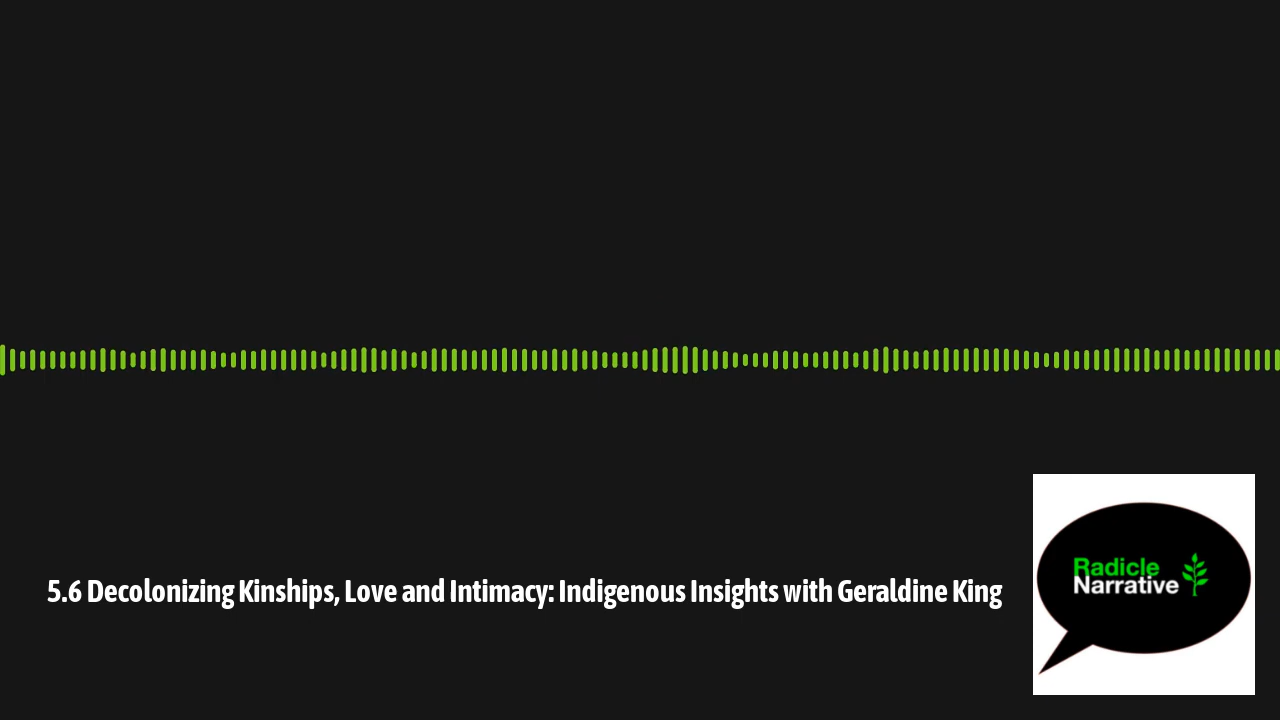 5.6 Decolonizing Kinships, Love and Intimacy: Indigenous Insights with Geraldine King
Radicle
Narrative